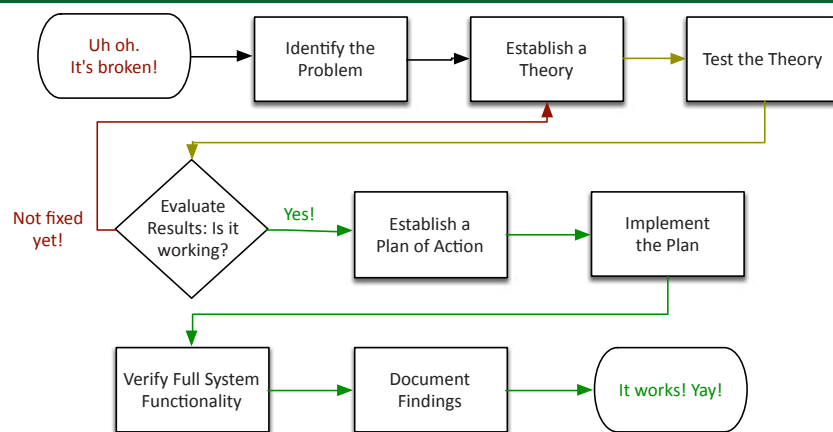 Uh oh.
It's broken!
Identify the
Problem
Establish a
Theory
Test the Theory
Not fixed
yet!
Evaluate
Results: Is it
working?
Yes!
Establish a
Plan of Action
Implement
the Plan
Verify Full System
Functionality
Document
Findings
It works! Yay!